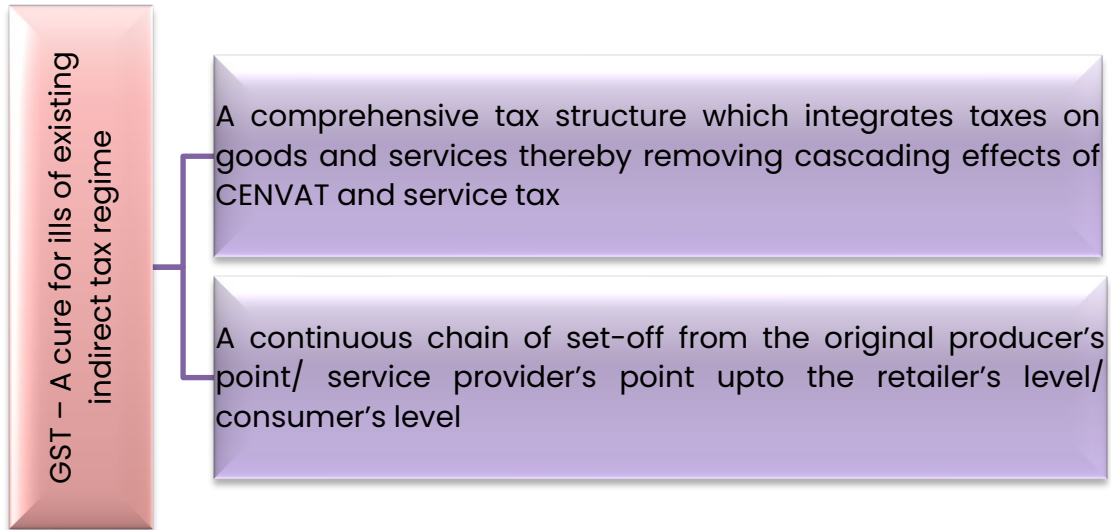 GST – A cure for ills of existing
indirect tax regime
A comprehensive tax structure which integrates taxes on
goods and services thereby removing cascading effects of
CENVAT and service tax
A continuous chain of set-off from the original producer’s
point/ service provider’s point upto the retailer’s level/
consumer’s level